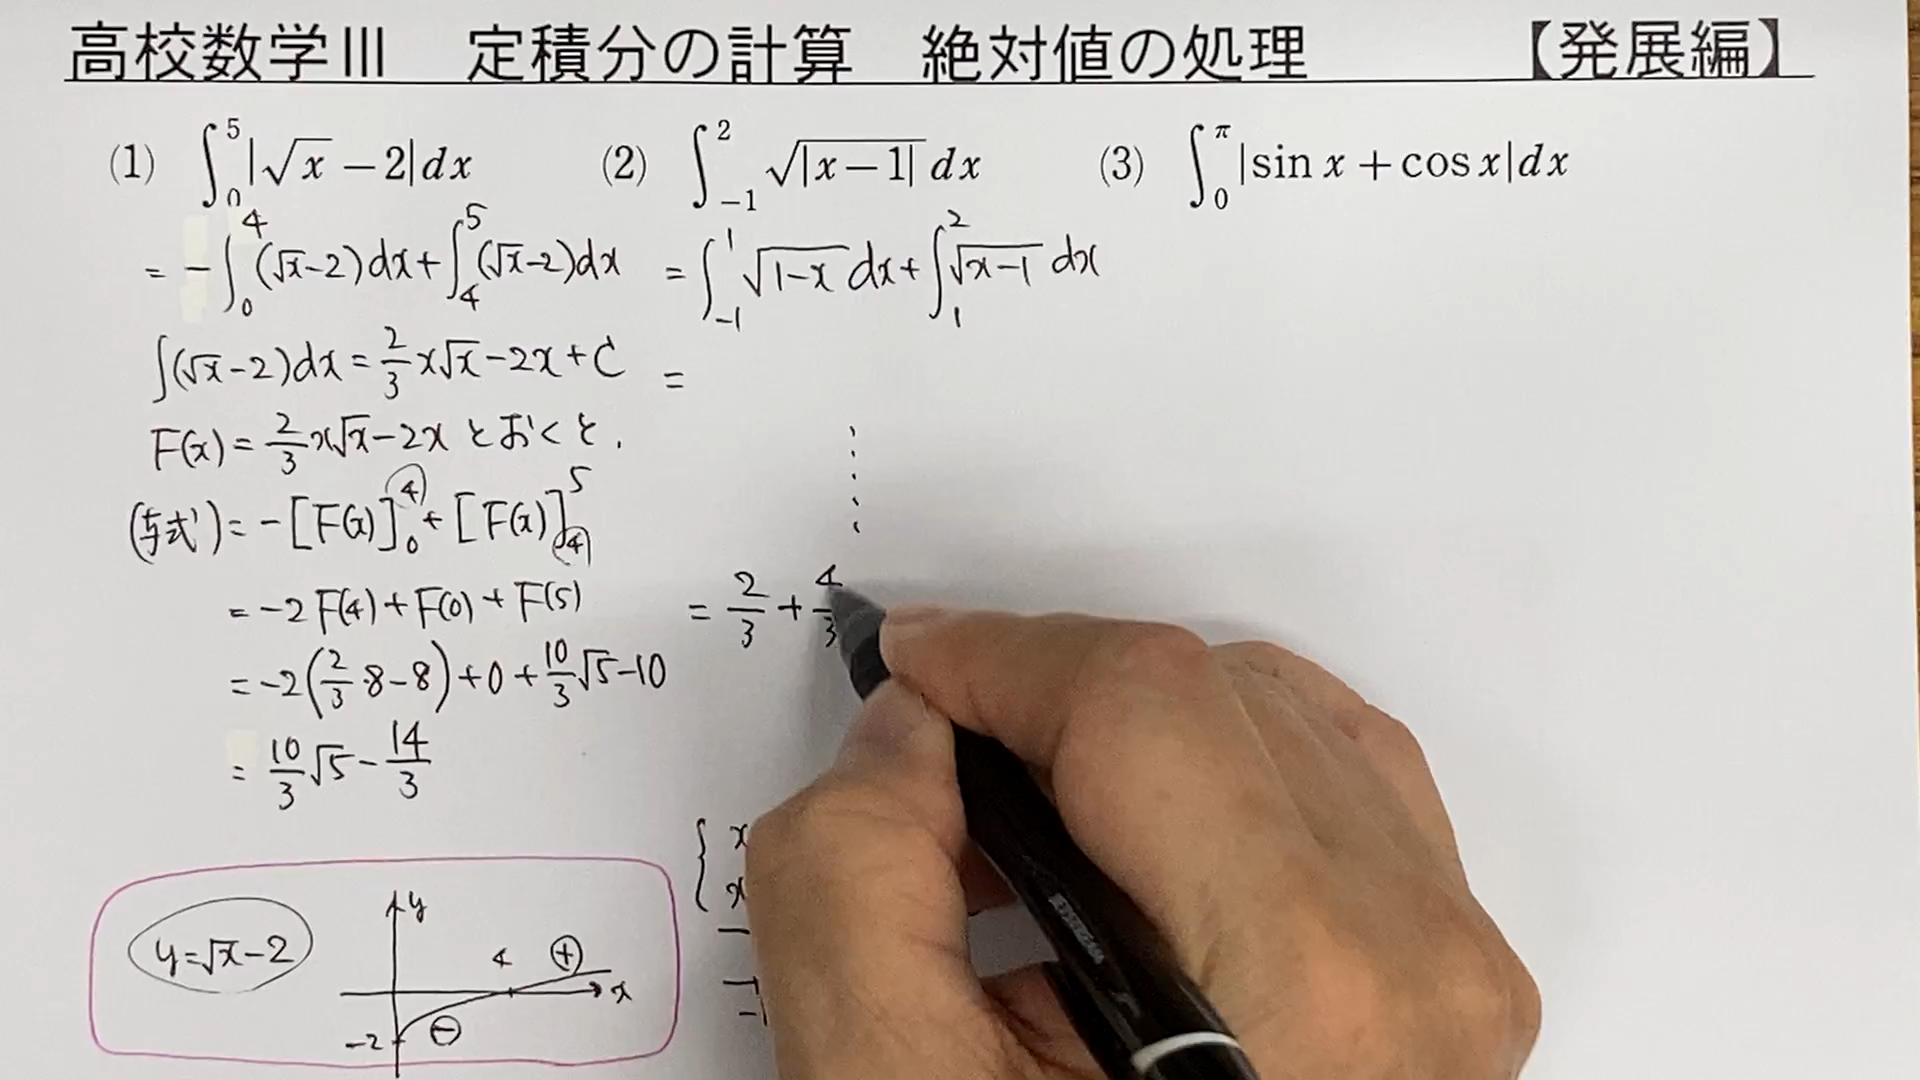 高校数学Ⅲ 定積分の計算 絶対値の処理 【発展編】
(1) ∫₀⁵|√x − 2|dx (2) ∫₋₁² √|x−1| dx (3) ∫₀^π |sin x + cos x|dx
= −∫₀⁴(√x−2)dx+∫₄⁵(√x−2)dx
∫(√x−2)dx=2/3 x√x−2x+C
F(x)=2/3 x√x−2x とおくと,
(与式)=−[F(x)]₀⁴+[F(x)]₄⁵
=−2F(4)+F(0)+F(5)
=−2(2/3・8−8)+0+10/3√5−10
=10/3√5−14/3
y=√x−2
y
4 ⊕
x
−2 ⊖
=∫₋₁¹√1−x dx+∫₁²√x−1 dx
=
=2/3+4/3
{x
x
−1